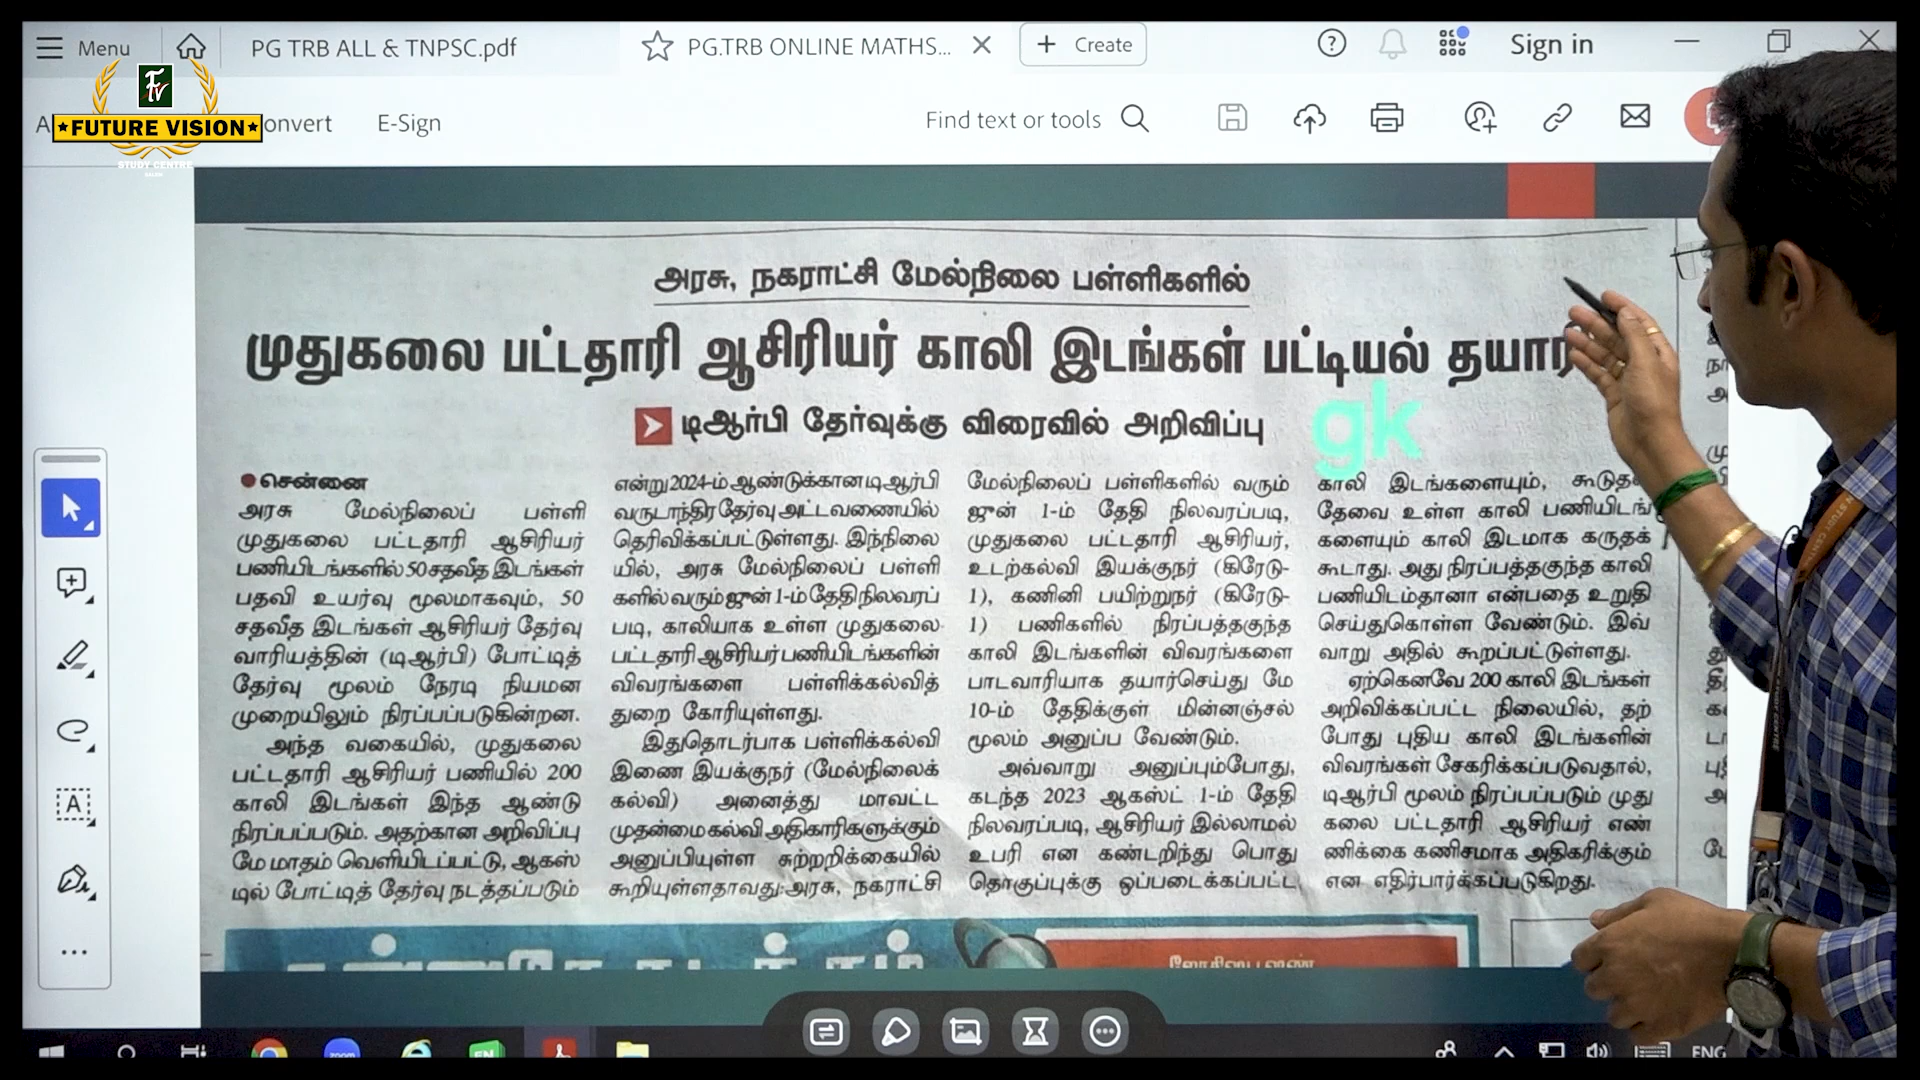 Menu
PG TRB ALL & TNPSC.pdf
PG.TRB ONLINE MATHS...
Create
Sign in
FUTURE VISION
STUDY CENTRE
SALEM
onvert
E-Sign
Find text or tools
அரசு, நகராட்சி மேல்நிலை பள்ளிகளில்
முதுகலை பட்டதாரி ஆசிரியர் காலி இடங்கள் பட்டியல் தயார்
டிஆர்பி தேர்வுக்கு விரைவில் அறிவிப்பு
gk
சென்னை
அரசு மேல்நிலைப் பள்ளி
முதுகலை பட்டதாரி ஆசிரியர்
பணியிடங்களில் 50 சதவீத இடங்கள்
பதவி உயர்வு மூலமாகவும், 50
சதவீத இடங்கள் ஆசிரியர் தேர்வு
வாரியத்தின் (டிஆர்பி) போட்டித்
தேர்வு மூலம் நேரடி நியமன
முறையிலும் நிரப்பப்படுகின்றன.
அந்த வகையில், முதுகலை
பட்டதாரி ஆசிரியர் பணியில் 200
காலி இடங்கள் இந்த ஆண்டு
நிரப்பப்படும். அதற்கான அறிவிப்பு
மே மாதம் வெளியிடப்பட்டு, ஆகஸ்
டில் போட்டித் தேர்வு நடத்தப்படும்
என்று 2024-ம் ஆண்டுக்கான டிஆர்பி
வருடாந்திர தேர்வு அட்டவணையில்
தெரிவிக்கப்பட்டுள்ளது. இந்நிலை
யில், அரசு மேல்நிலைப் பள்ளி
களில் வரும் ஜுன் 1-ம் தேதி நிலவரப்
படி, காலியாக உள்ள முதுகலை
பட்டதாரி ஆசிரியர் பணியிடங்களின்
விவரங்களை பள்ளிக்கல்வித்
துறை கோரியுள்ளது.
இதுதொடர்பாக பள்ளிக்கல்வி
இணை இயக்குநர் (மேல்நிலைக்
கல்வி) அனைத்து மாவட்ட
முதன்மை கல்வி அதிகாரிகளுக்கும்
அனுப்பியுள்ள சுற்றறிக்கையில்
கூறியுள்ளதாவது: அரசு, நகராட்சி
மேல்நிலைப் பள்ளிகளில் வரும்
ஜுன் 1-ம் தேதி நிலவரப்படி,
முதுகலை பட்டதாரி ஆசிரியர்,
உடற்கல்வி இயக்குநர் (கிரேடு-
1), கணினி பயிற்றுநர் (கிரேடு-
1) பணிகளில் நிரப்பத்தகுந்த
காலி இடங்களின் விவரங்களை
பாடவாரியாக தயார்செய்து மே
10-ம் தேதிக்குள் மின்னஞ்சல்
மூலம் அனுப்ப வேண்டும்.
அவ்வாறு அனுப்பும்போது,
கடந்த 2023 ஆகஸ்ட் 1-ம் தேதி
நிலவரப்படி, ஆசிரியர் இல்லாமல்
உபரி என கண்டறிந்து பொது
தொகுப்புக்கு ஒப்படைக்கப்பட்ட
காலி இடங்களையும், கூடுதல்
தேவை உள்ள காலி பணியிடங்
களையும் காலி இடமாக கருதக்
கூடாது. அது நிரப்பத்தகுந்த காலி
பணியிடம்தானா என்பதை உறுதி
செய்துகொள்ள வேண்டும். இவ்
வாறு அதில் கூறப்பட்டுள்ளது.
ஏற்கெனவே 200 காலி இடங்கள்
அறிவிக்கப்பட்ட நிலையில், தற்
போது புதிய காலி இடங்களின்
விவரங்கள் சேகரிக்கப்படுவதால்,
டிஆர்பி மூலம் நிரப்பப்படும் முது
கலை பட்டதாரி ஆசிரியர் எண்
ணிக்கை கணிசமாக அதிகரிக்கும்
என எதிர்பார்க்கப்படுகிறது.
zoom
ENG